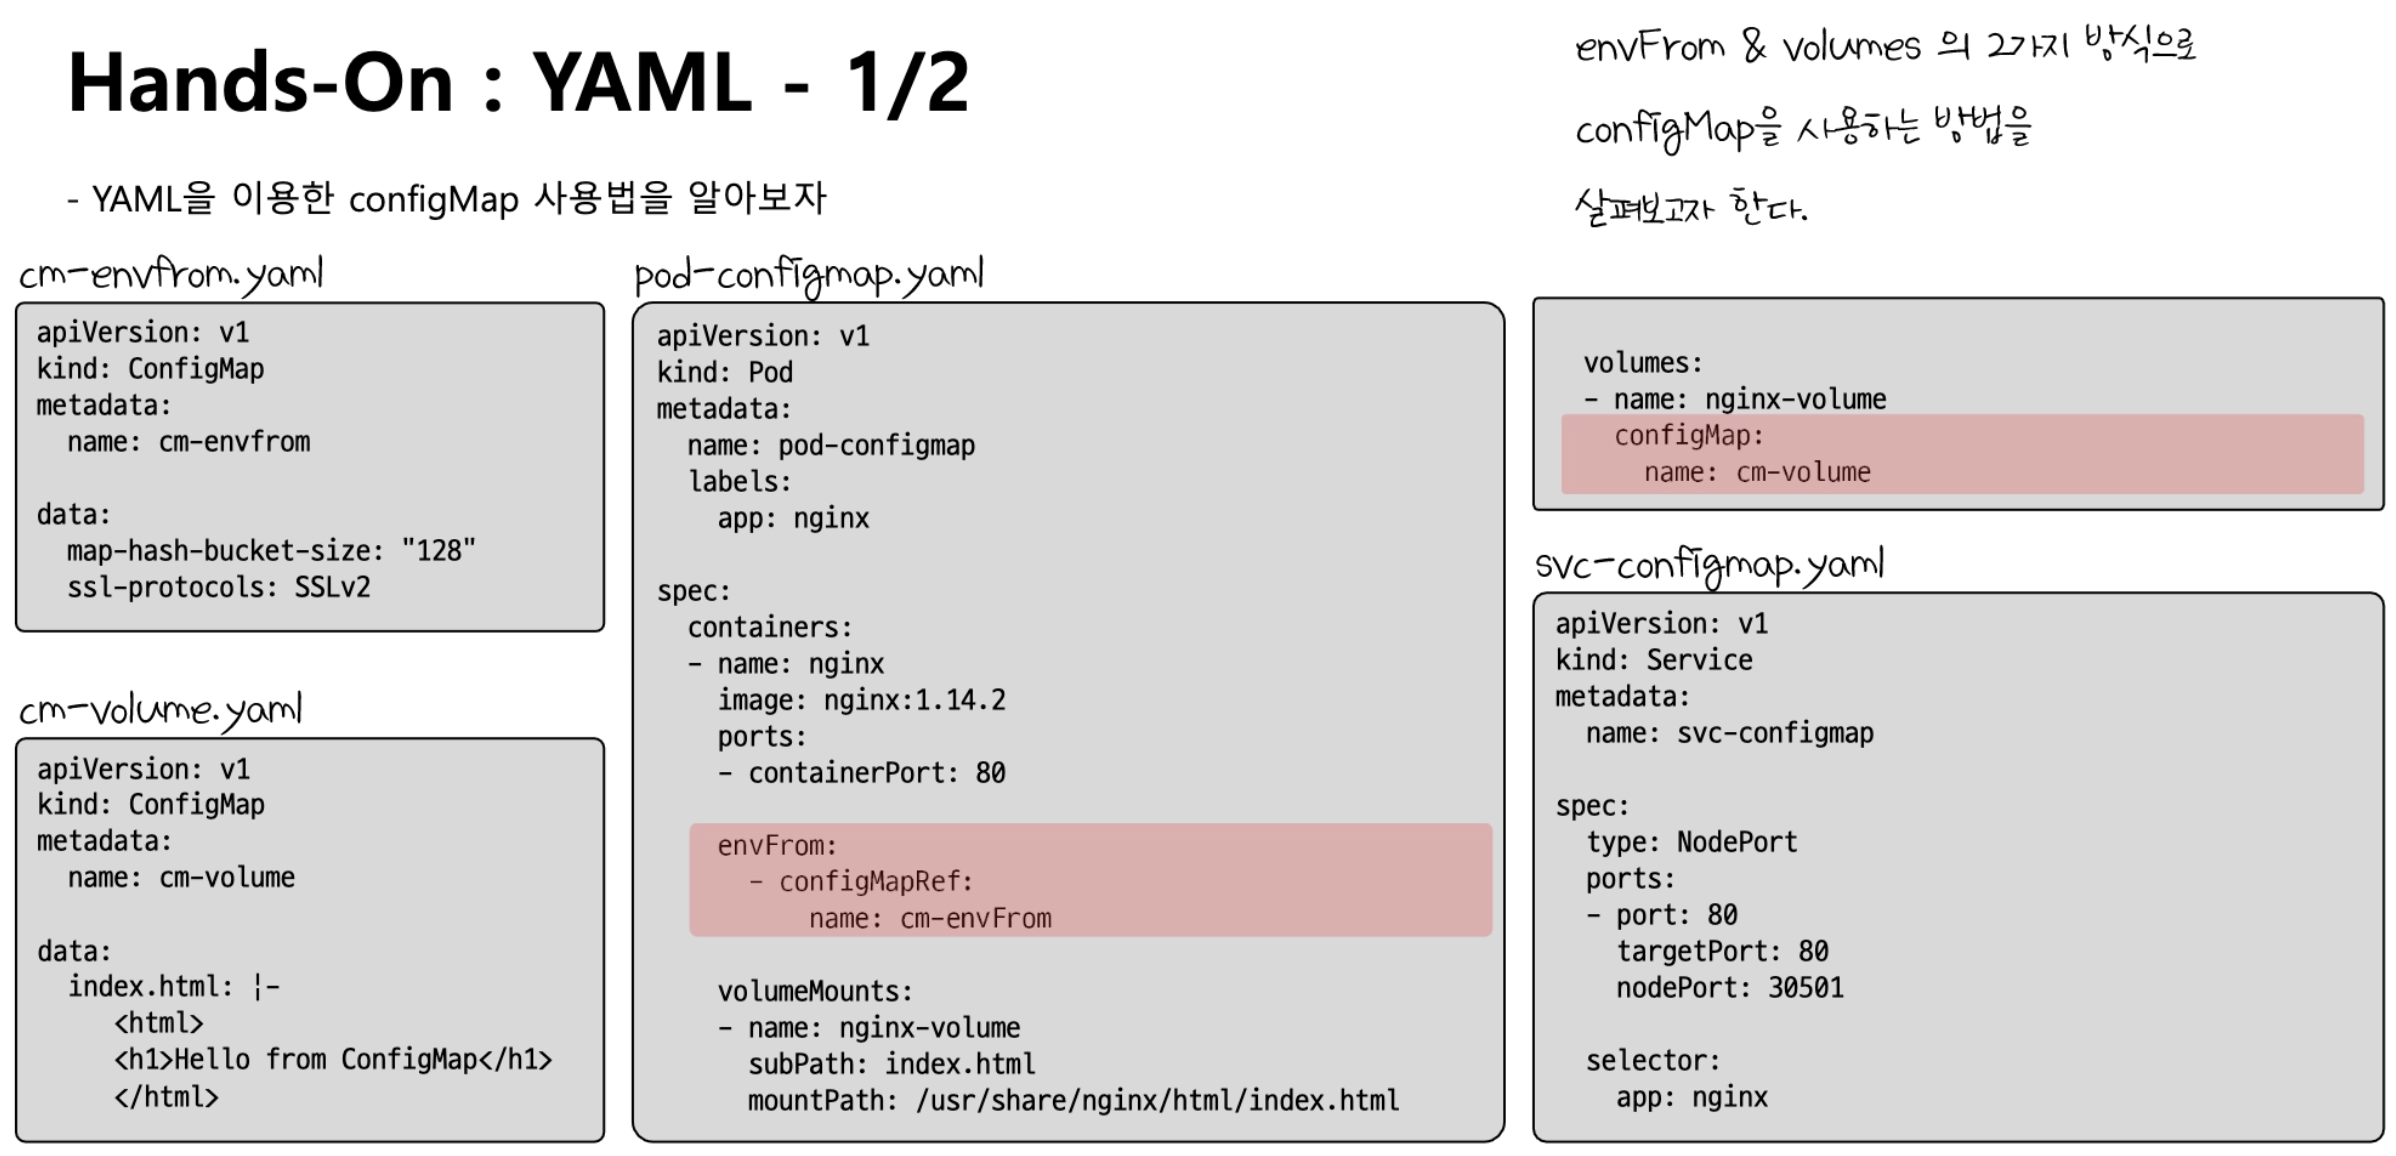 Hands-On : YAML - 1/2
- YAML을 이용한 configMap 사용법을 알아보자
envFrom & volumes 의 2가지 방식으로
configMap을 사용하는 방법을
살펴보고자 한다.
cm-envfrom.yaml
apiVersion: v1
kind: ConfigMap
metadata:
  name: cm-envfrom
data:
  map-hash-bucket-size: "128"
  ssl-protocols: SSLv2
cm-volume.yaml
apiVersion: v1
kind: ConfigMap
metadata:
  name: cm-volume
data:
  index.html: |-
     <html>
     <h1>Hello from ConfigMap</h1>
     </html>
pod-configmap.yaml
apiVersion: v1
kind: Pod
metadata:
  name: pod-configmap
  labels:
    app: nginx
spec:
  containers:
  - name: nginx
    image: nginx:1.14.2
    ports:
    - containerPort: 80
    envFrom:
      - configMapRef:
          name: cm-envFrom
    volumeMounts:
    - name: nginx-volume
      subPath: index.html
      mountPath: /usr/share/nginx/html/index.html
  volumes:
  - name: nginx-volume
    configMap:
      name: cm-volume
svc-configmap.yaml
apiVersion: v1
kind: Service
metadata:
  name: svc-configmap
spec:
  type: NodePort
  ports:
  - port: 80
    targetPort: 80
    nodePort: 30501
  selector:
    app: nginx